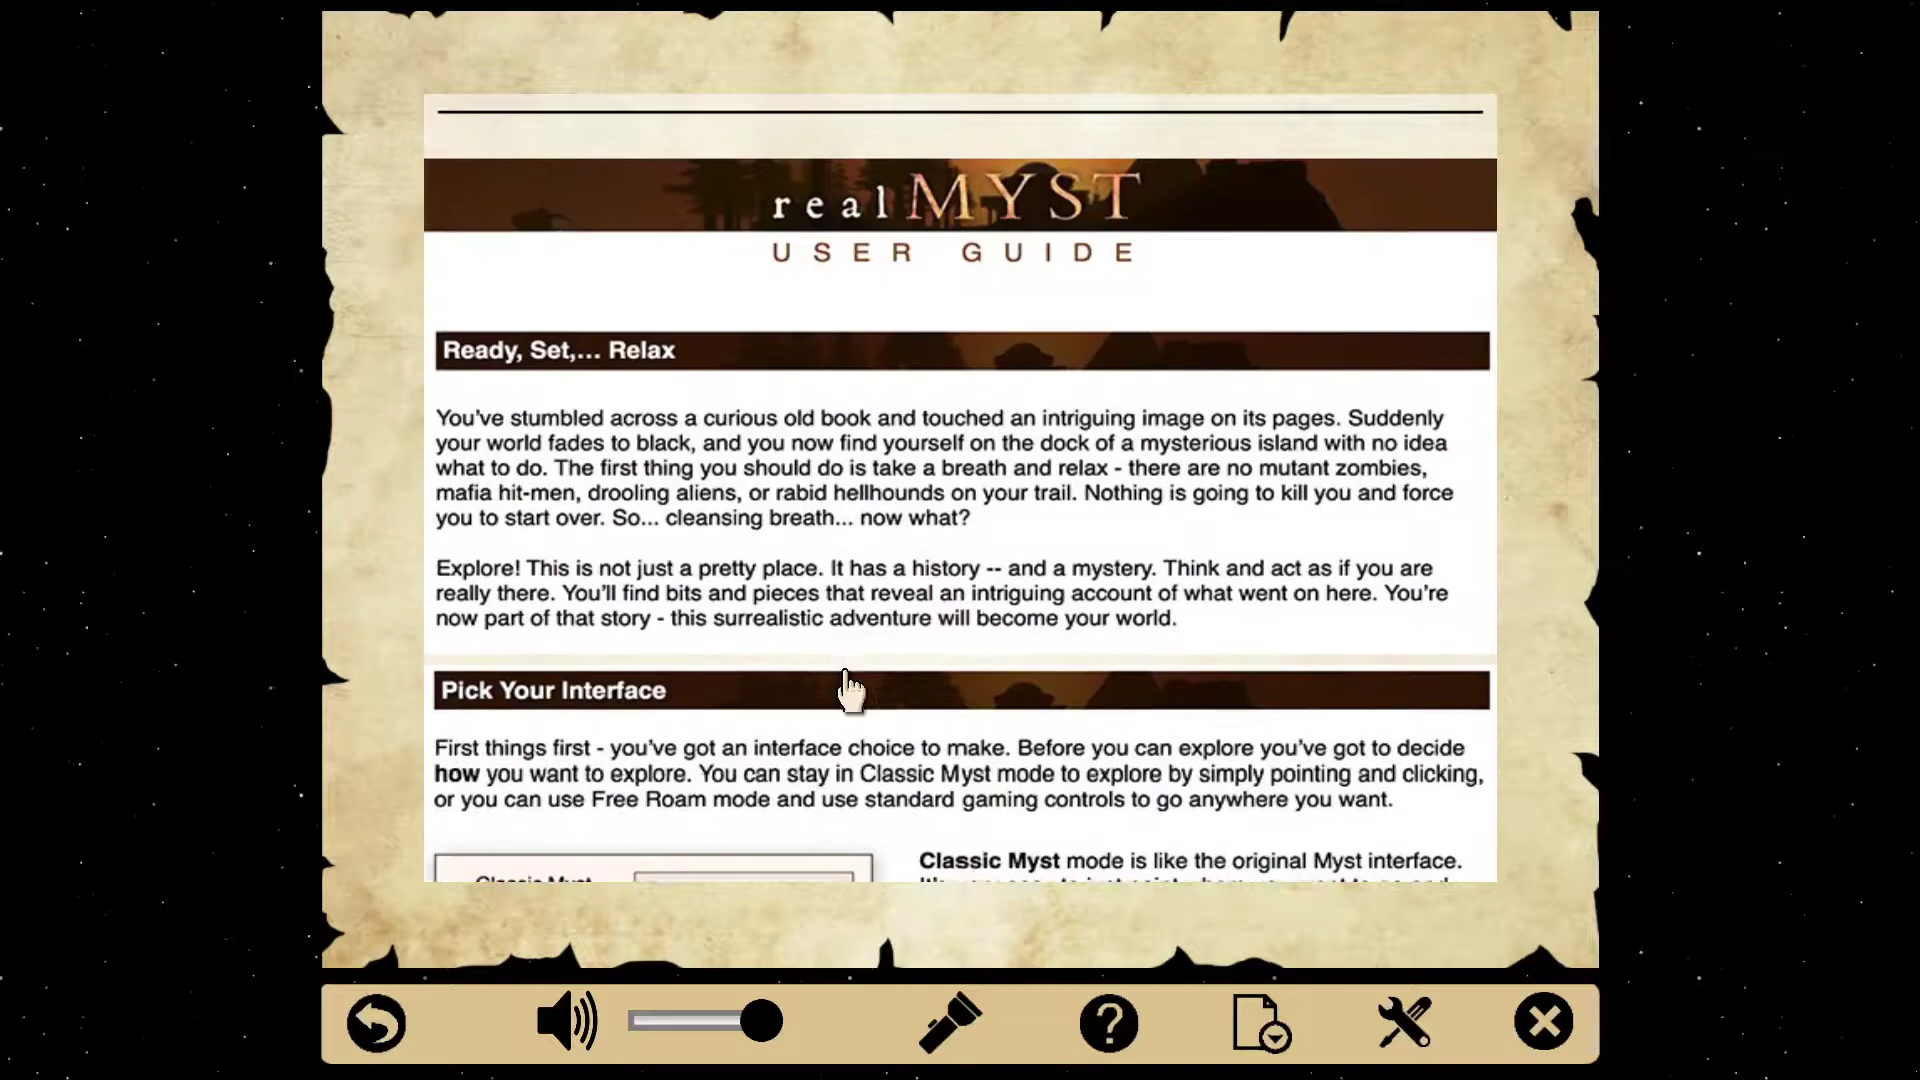 realMYST
USER GUIDE
Ready, Set,... Relax
You've stumbled across a curious old book and touched an intriguing image on its pages. Suddenly
your world fades to black, and you now find yourself on the dock of a mysterious island with no idea
what to do. The first thing you should do is take a breath and relax - there are no mutant zombies,
mafia hit-men, drooling aliens, or rabid hellhounds on your trail. Nothing is going to kill you and force
you to start over. So... cleansing breath... now what?
Explore! This is not just a pretty place. It has a history -- and a mystery. Think and act as if you are
really there. You'll find bits and pieces that reveal an intriguing account of what went on here. You're
now part of that story - this surrealistic adventure will become your world.
Pick Your Interface
First things first - you've got an interface choice to make. Before you can explore you've got to decide
how you want to explore. You can stay in Classic Myst mode to explore by simply pointing and clicking,
or you can use Free Roam mode and use standard gaming controls to go anywhere you want.
Classic Myst mode is like the original Myst interface.
Classic Myst